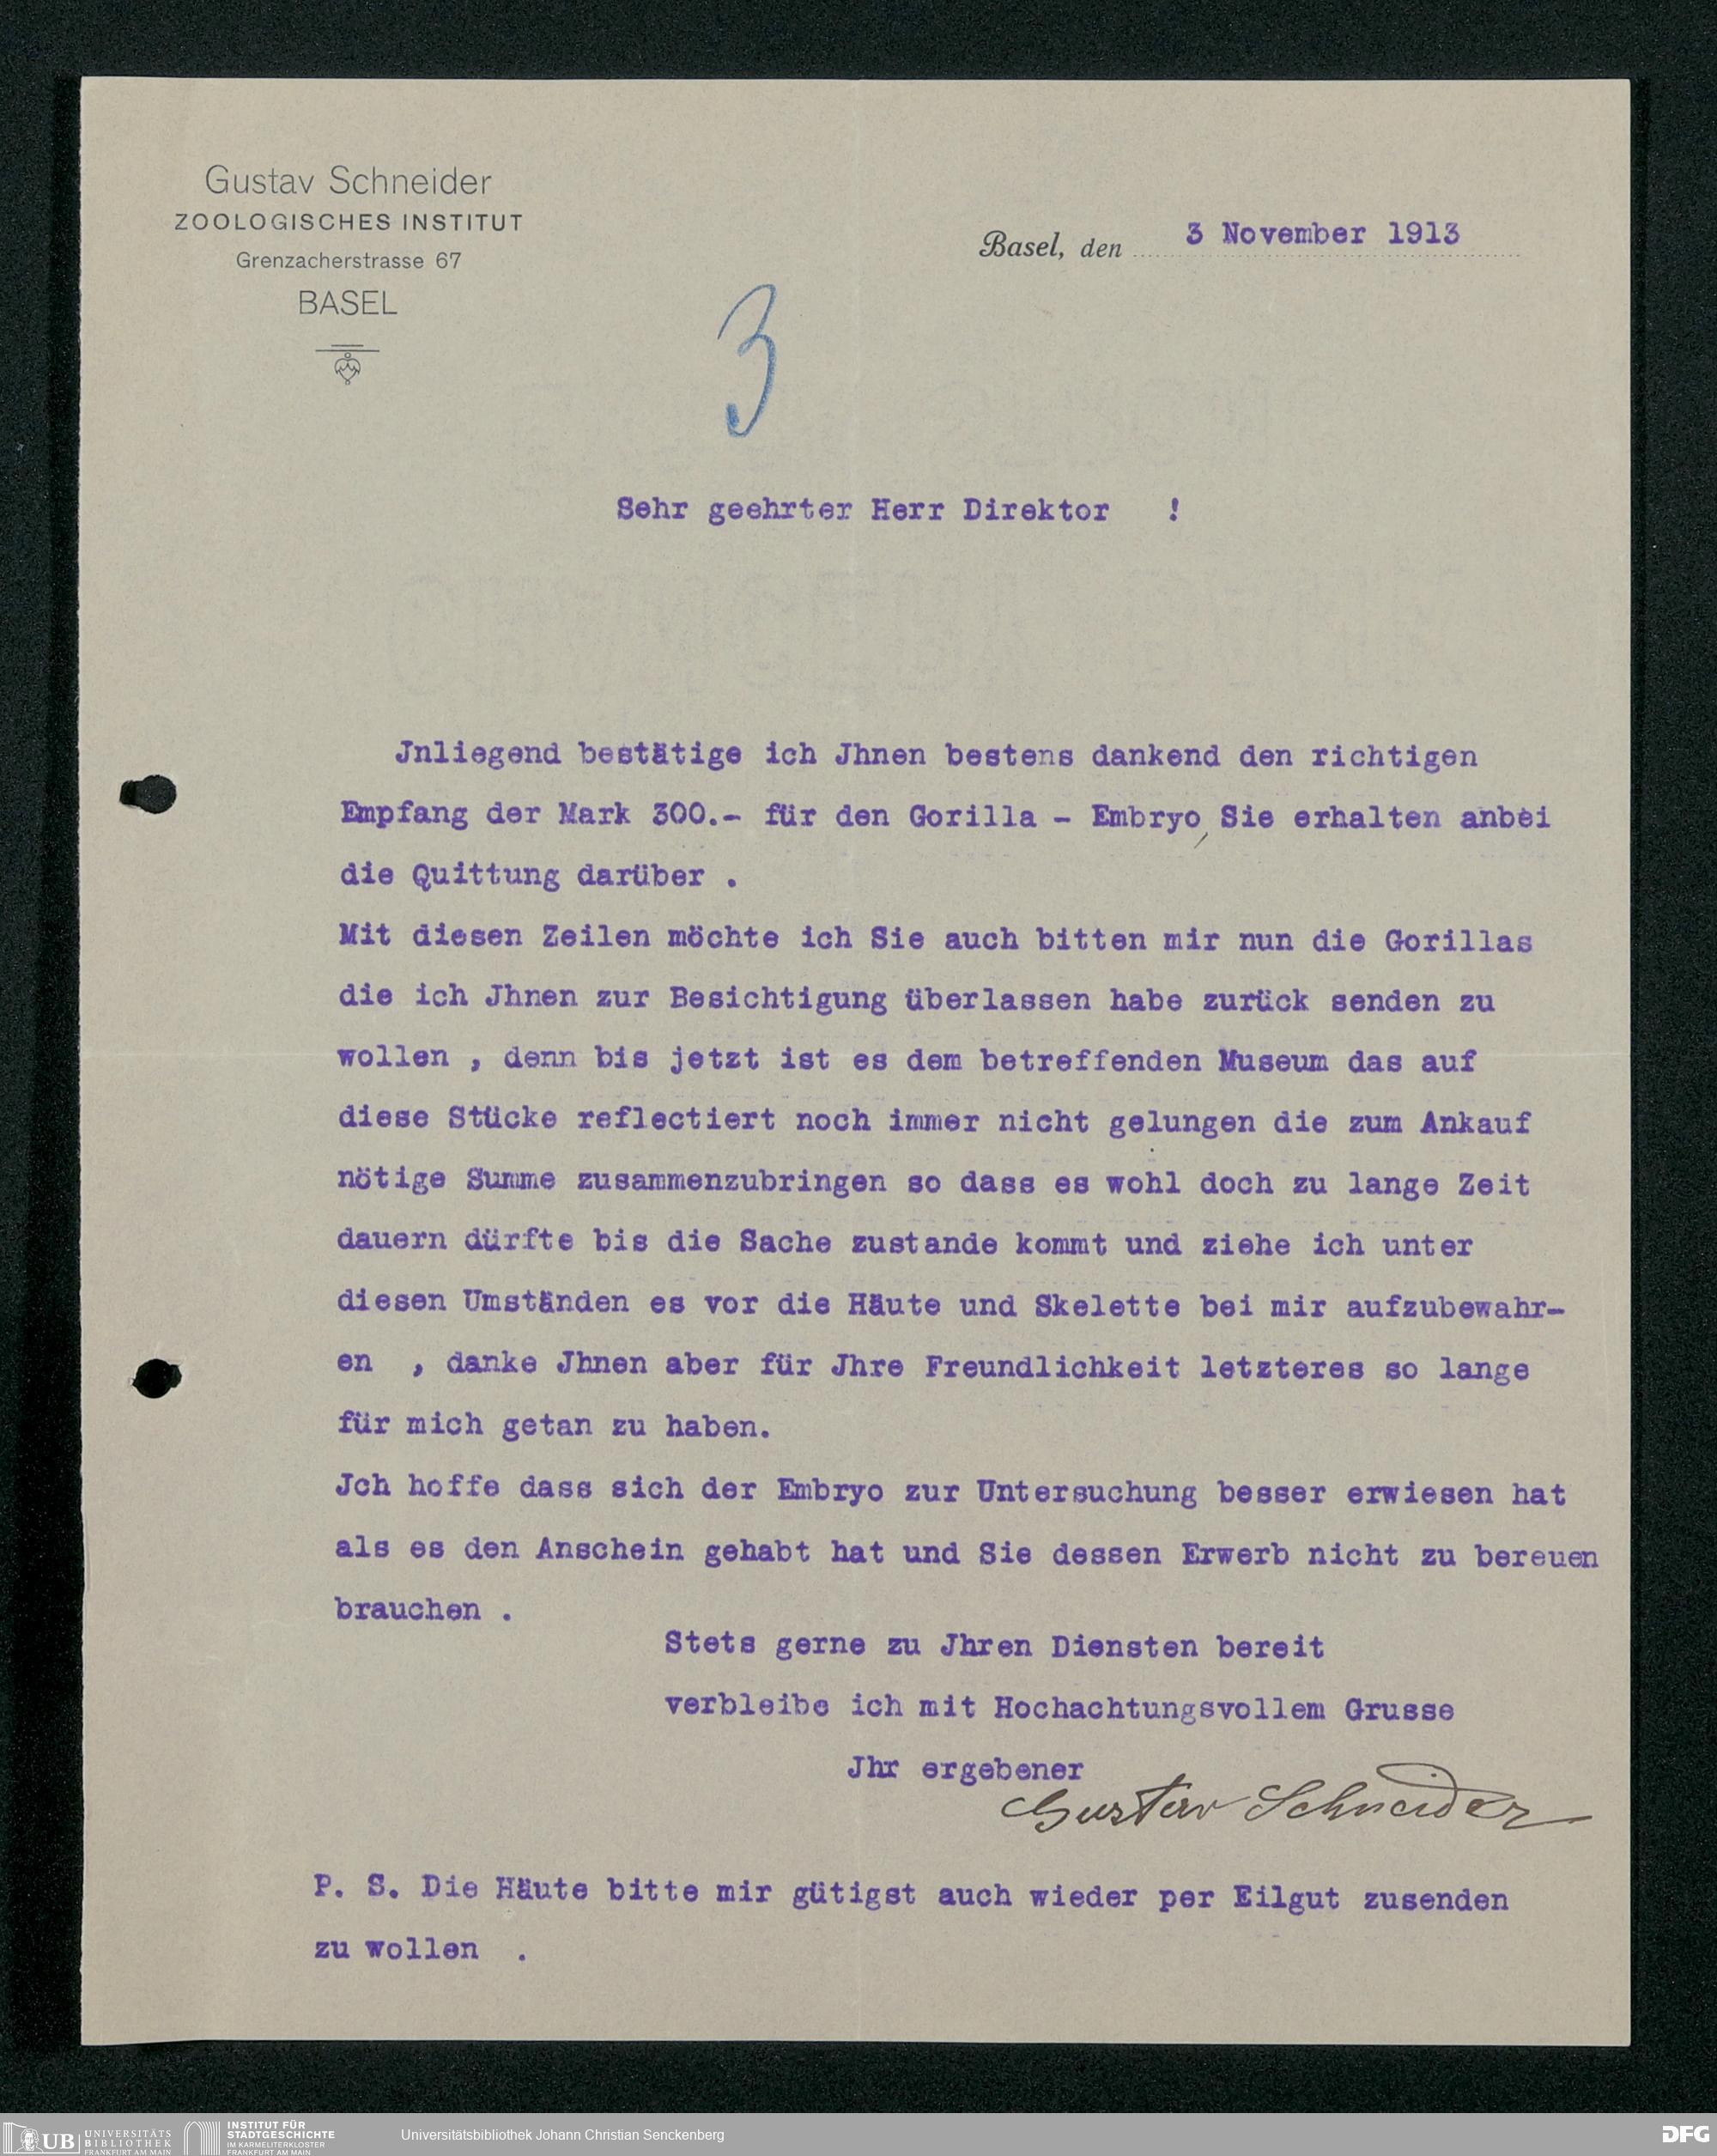 Gustav Schneider
ZOOLOGISCHES INSTITUT
Grenzacherstrasse 67
BASEL
Basel, den 3 November 1913
3
Sehr geehrter Herr Direktor !
Jnliegend bestätige ich Jhnen bestens dankend den richtigen
Empfang der Mark 300.- für den Gorilla - Embryo, Sie erhalten anbei
die Quittung darüber .
Mit diesen Zeilen möchte ich Sie auch bitten mir nun die Gorillas
die ich Jhnen zur Besichtigung überlassen habe zurück senden zu
wollen , denn bis jetzt ist es dem betreffenden Museum das auf
diese Stücke reflectiert noch immer nicht gelungen die zum Ankauf
nötige Summe zusammenzubringen so dass es wohl doch zu lange Zeit
dauern dürfte bis die Sache zustande kommt und ziehe ich unter
diesen Umständen es vor die Häute und Skelette bei mir aufzubewahr-
en , danke Jhnen aber für Jhre Freundlichkeit letzteres so lange
für mich getan zu haben.
Jch hoffe dass sich der Embryo zur Untersuchung besser erwiesen hat
als es den Anschein gehabt hat und Sie dessen Erwerb nicht zu bereuen
brauchen .
Stets gerne zu Jhren Diensten bereit
verbleibe ich mit Hochachtungsvollem Grusse
Jhr ergebener
Gustav Schneider
P. S. Die Häute bitte mir gütigst auch wieder per Eilgut zusenden
zu wollen .
UB UNIVERSITÄTS
BIBLIOTHEK
FRANKFURT AM MAIN
INSTITUT FÜR
STADTGESCHICHTE
IM KARMELITERKLOSTER
FRANKFURT AM MAIN
Universitätsbibliothek Johann Christian Senckenberg
DFG